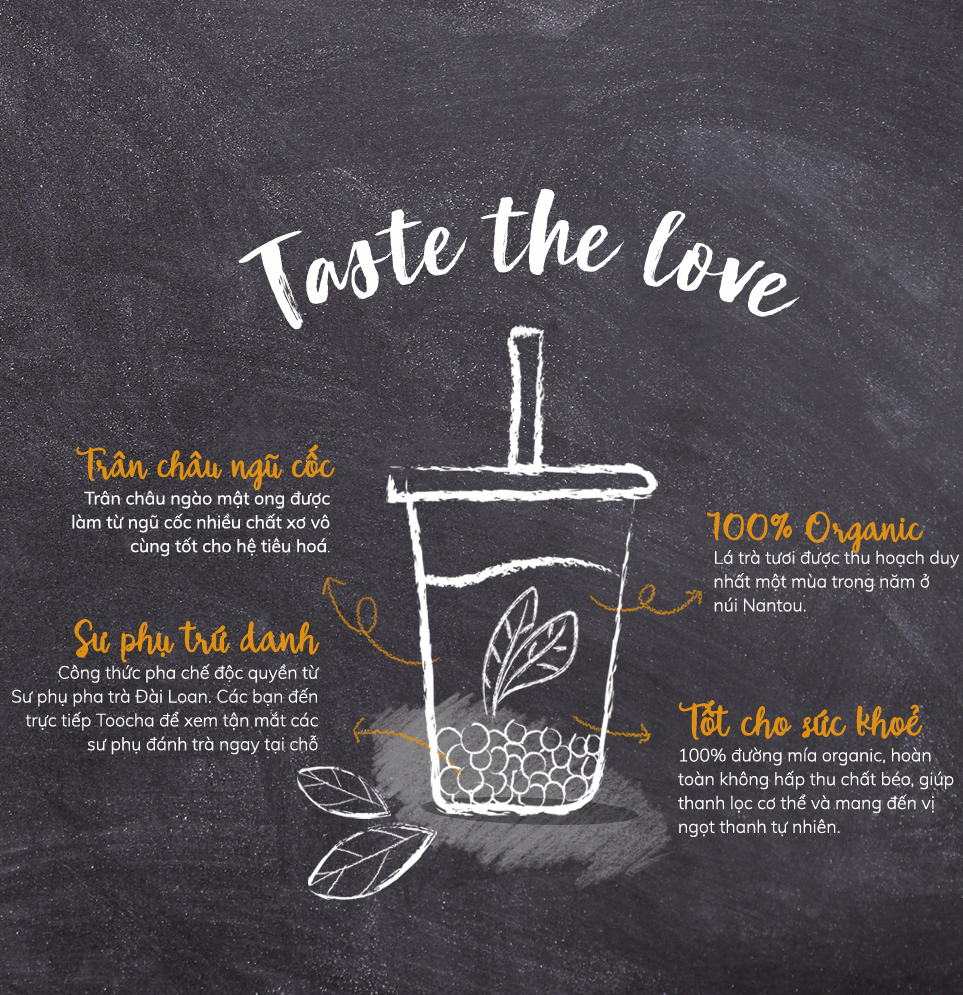 Taste the love
Trân châu ngũ cốc
Trân châu ngào mật ong được
làm từ ngũ cốc nhiều chất xơ vô
cùng tốt cho hệ tiêu hoá.
Sư phụ trứ danh
Công thức pha chế độc quyền từ
Sư phụ pha trà Đài Loan. Các bạn đến
trực tiếp Toocha để xem tận mắt các
sư phụ đánh trà ngay tại chỗ
100% Organic
Lá trà tươi được thu hoạch duy
nhất một mùa trong năm ở
núi Nantou.
Tốt cho sức khoẻ
100% đường mía organic, hoàn
toàn không hấp thu chất béo, giúp
thanh lọc cơ thể và mang đến vị
ngọt thanh tự nhiên.